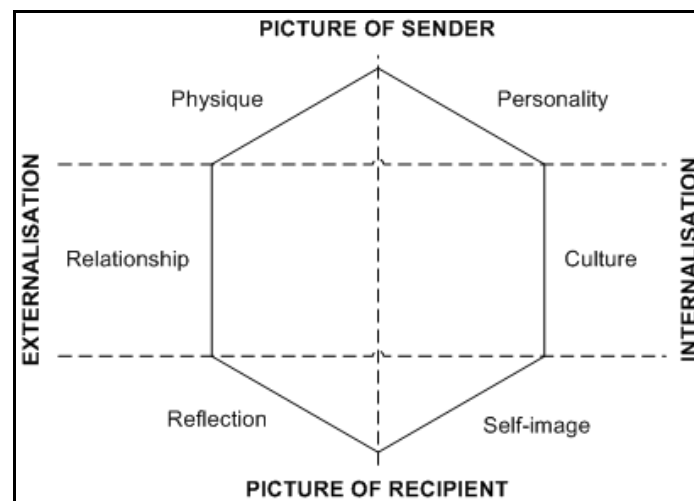 PICTURE OF SENDER
Physique
Personality
EXTERNALISATION
INTERNALISATION
Relationship
Culture
Reflection
Self-image
PICTURE OF RECIPIENT